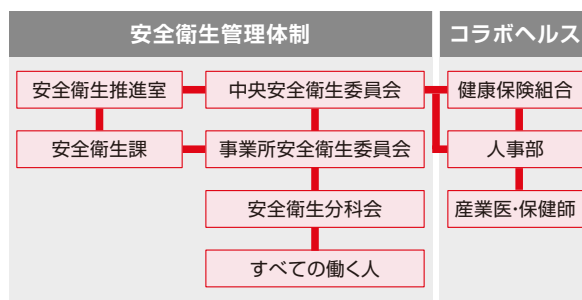 安全衛生管理体制
コラボヘルス
安全衛生推進室
中央安全衛生委員会
健康保険組合
安全衛生課
事業所安全衛生委員会
人事部
安全衛生分科会
産業医・保健師
すべての働く人